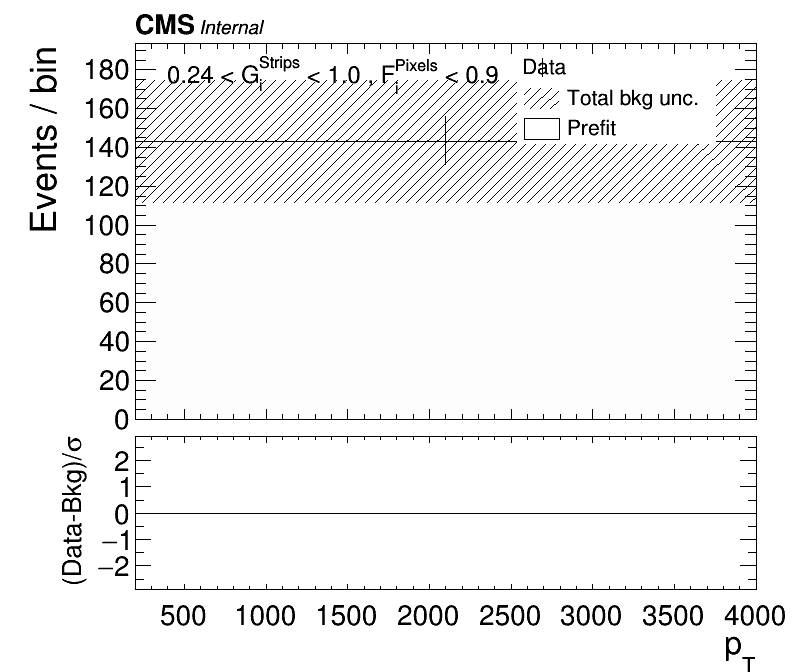 CMS Internal
Events / bin
180
160
140
120
100
80
60
40
20
0
0.24 < G_i^Strips < 1.0 , F_i^Pixels < 0.9
Data
Total bkg unc.
Prefit
(Data-Bkg)/σ
2
1
0
−1
−2
500 1000 1500 2000 2500 3000 3500 4000
p_T